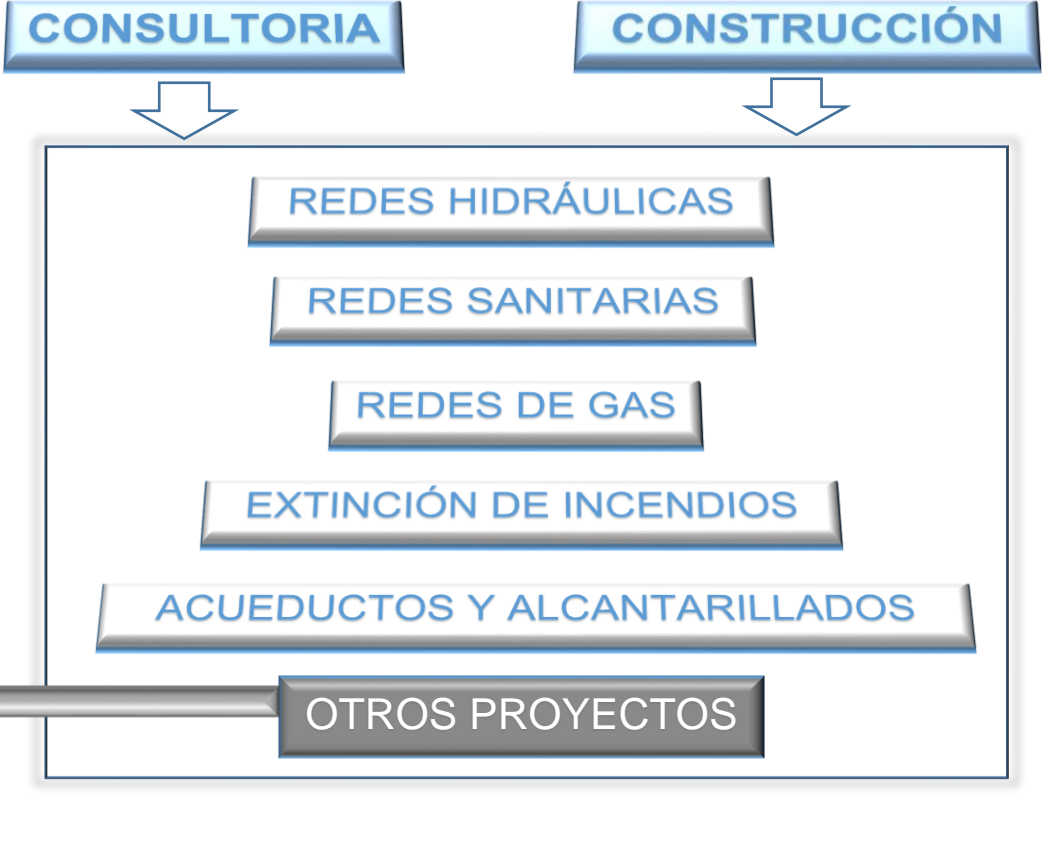 CONSULTORIA
CONSTRUCCIÓN
REDES HIDRÁULICAS
REDES SANITARIAS
REDES DE GAS
EXTINCIÓN DE INCENDIOS
ACUEDUCTOS Y ALCANTARILLADOS
OTROS PROYECTOS